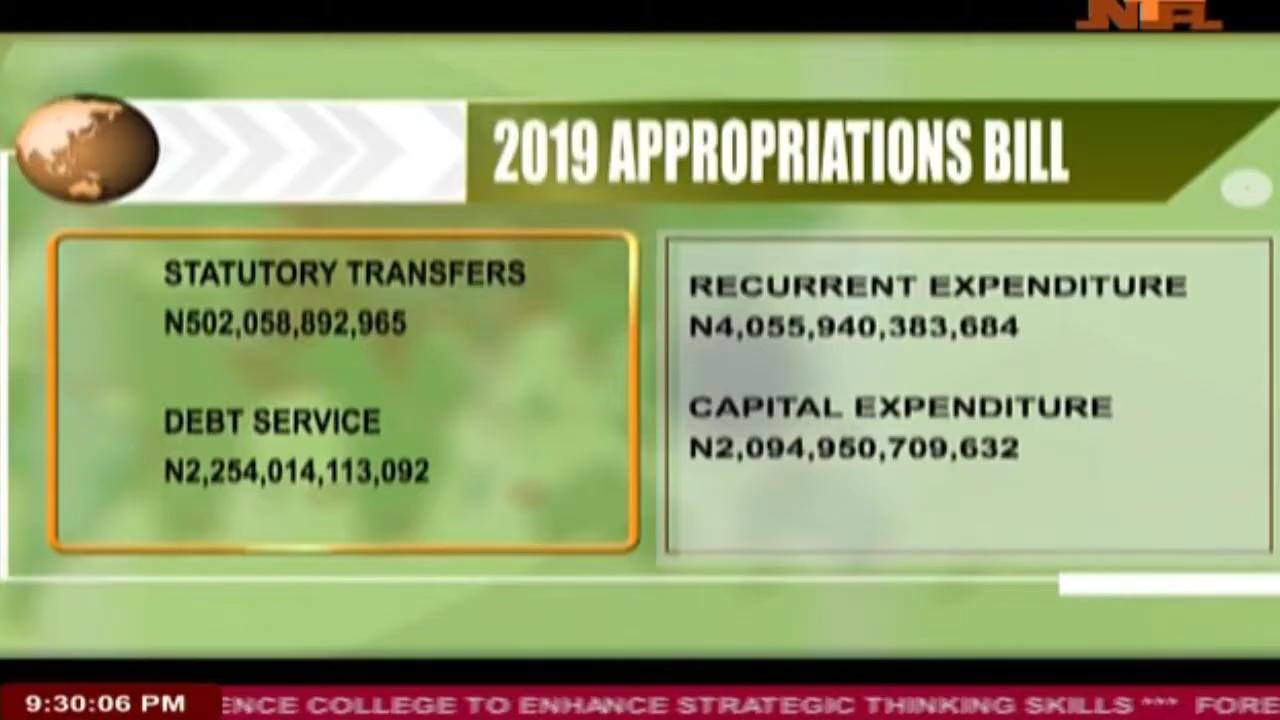 NTA
2019 APPROPRIATIONS BILL
STATUTORY TRANSFERS
N502,058,892,965
DEBT SERVICE
N2,254,014,113,092
RECURRENT EXPENDITURE
N4,055,940,383,684
CAPITAL EXPENDITURE
N2,094,950,709,632
9:30:06 PM
ENCE COLLEGE TO ENHANCE STRATEGIC THINKING SKILLS *** FORE